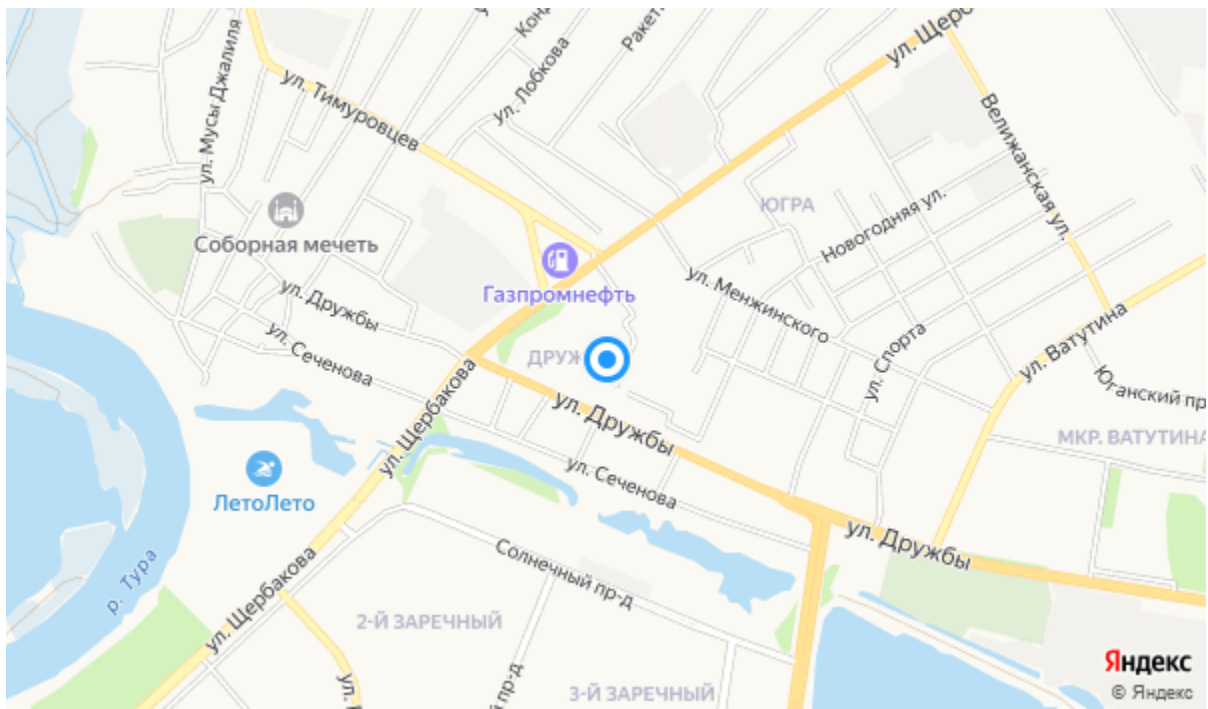 ул. Мусы Джалиля
ул. Тимуровцев
ул. Лобкова
Конд
Ракет
ул. Щерб
Велижанская ул.
ЮГРА
Новогодняя ул.
Соборная мечеть
Газпромнефть
ул. Менжинского
ул. Дружбы
ул. Сеченова
ДРУЖ
ул. Щербакова
ул. Дружбы
ул. Спорта
ул. Ватутина
Юганский пр
МКР. ВАТУТИНА
ул. Сеченова
ЛетоЛето
р. Тура
ул. Щербакова
Солнечный пр-д
ул. Дружбы
2-Й ЗАРЕЧНЫЙ
3-Й ЗАРЕЧНЫЙ
ул.
й пр-д
Яндекс
© Яндекс